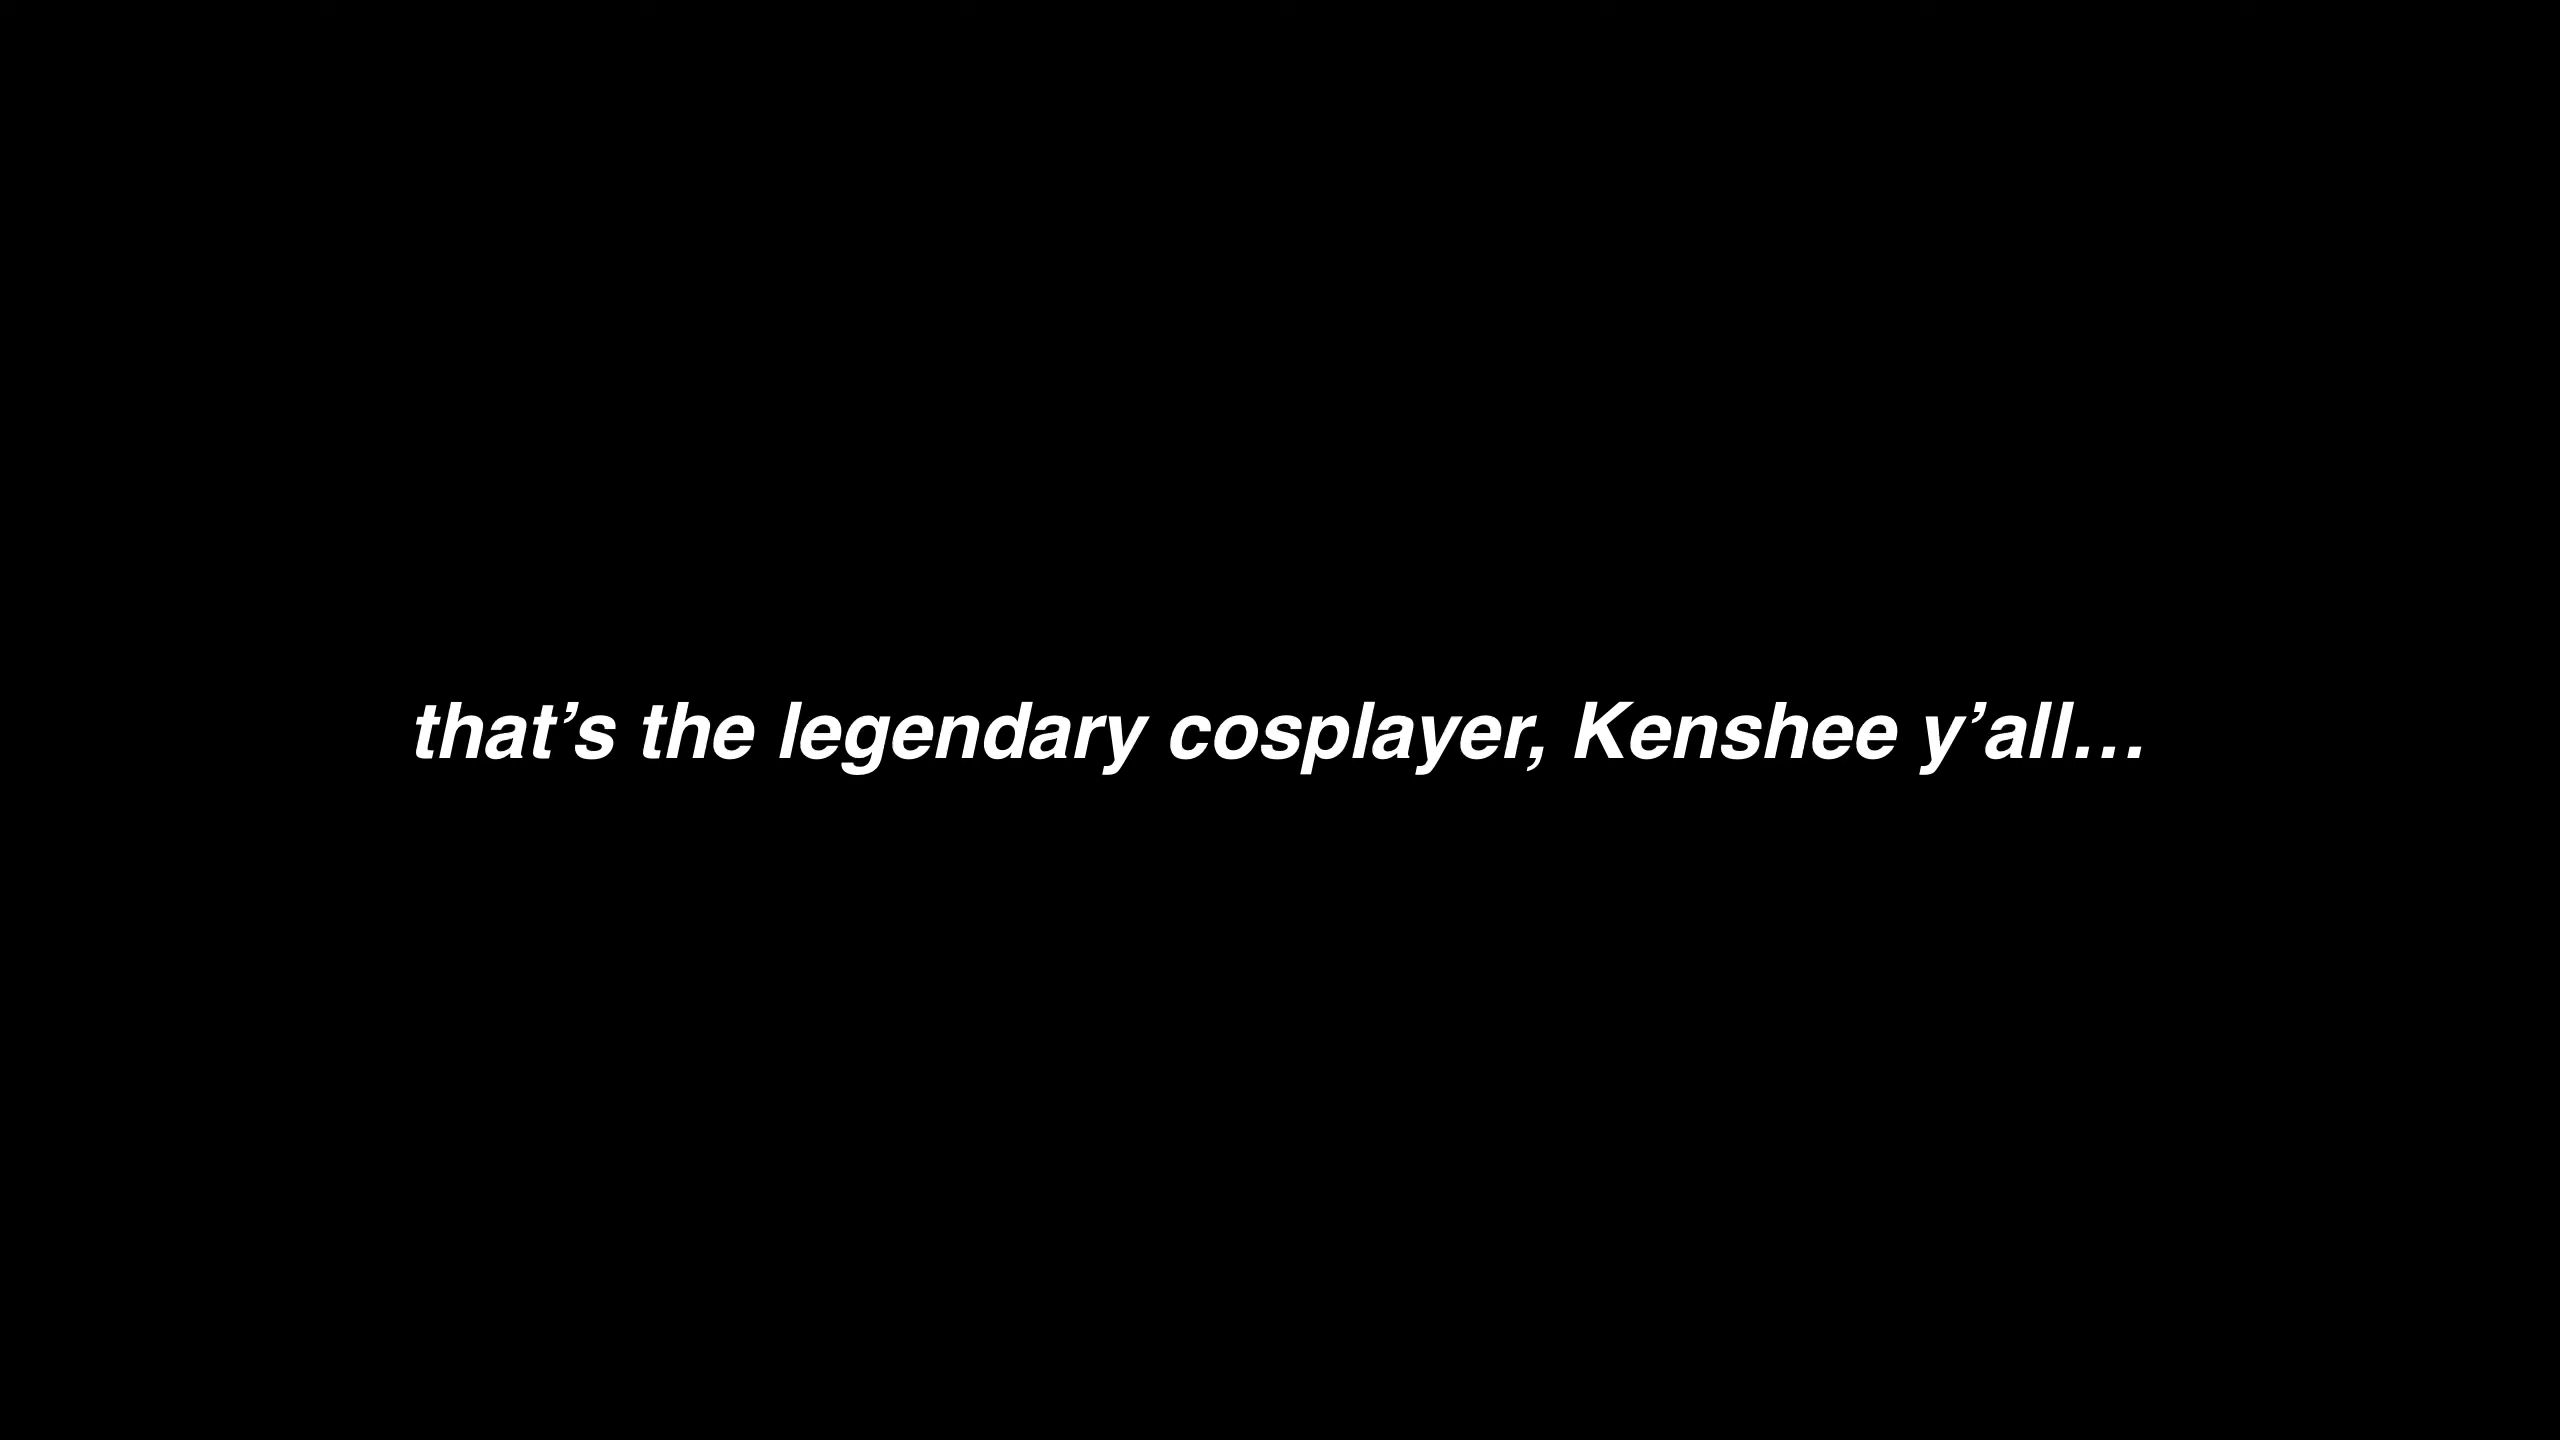 that’s the legendary cosplayer, Kenshee y’all…